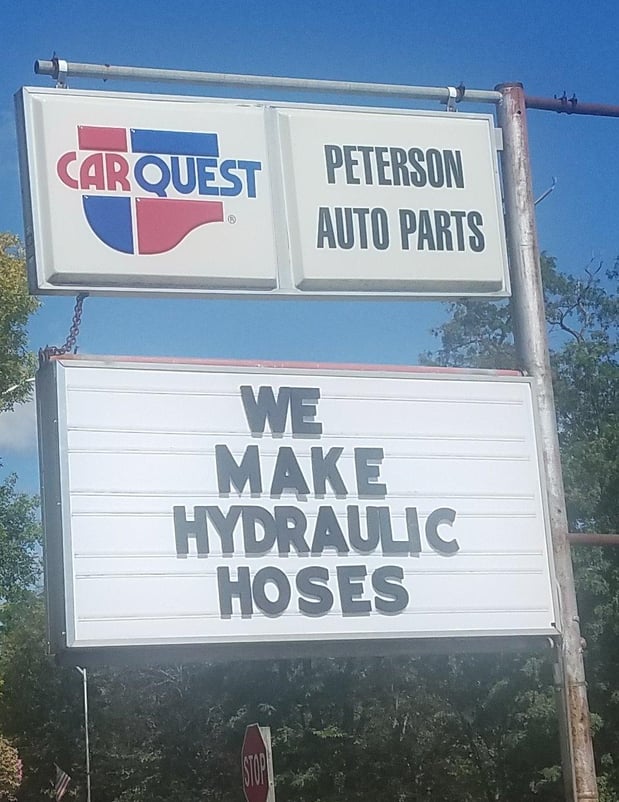 CARQUEST
®
PETERSON
AUTO PARTS
WE
MAKE
HYDRAULIC
HOSES
STOP